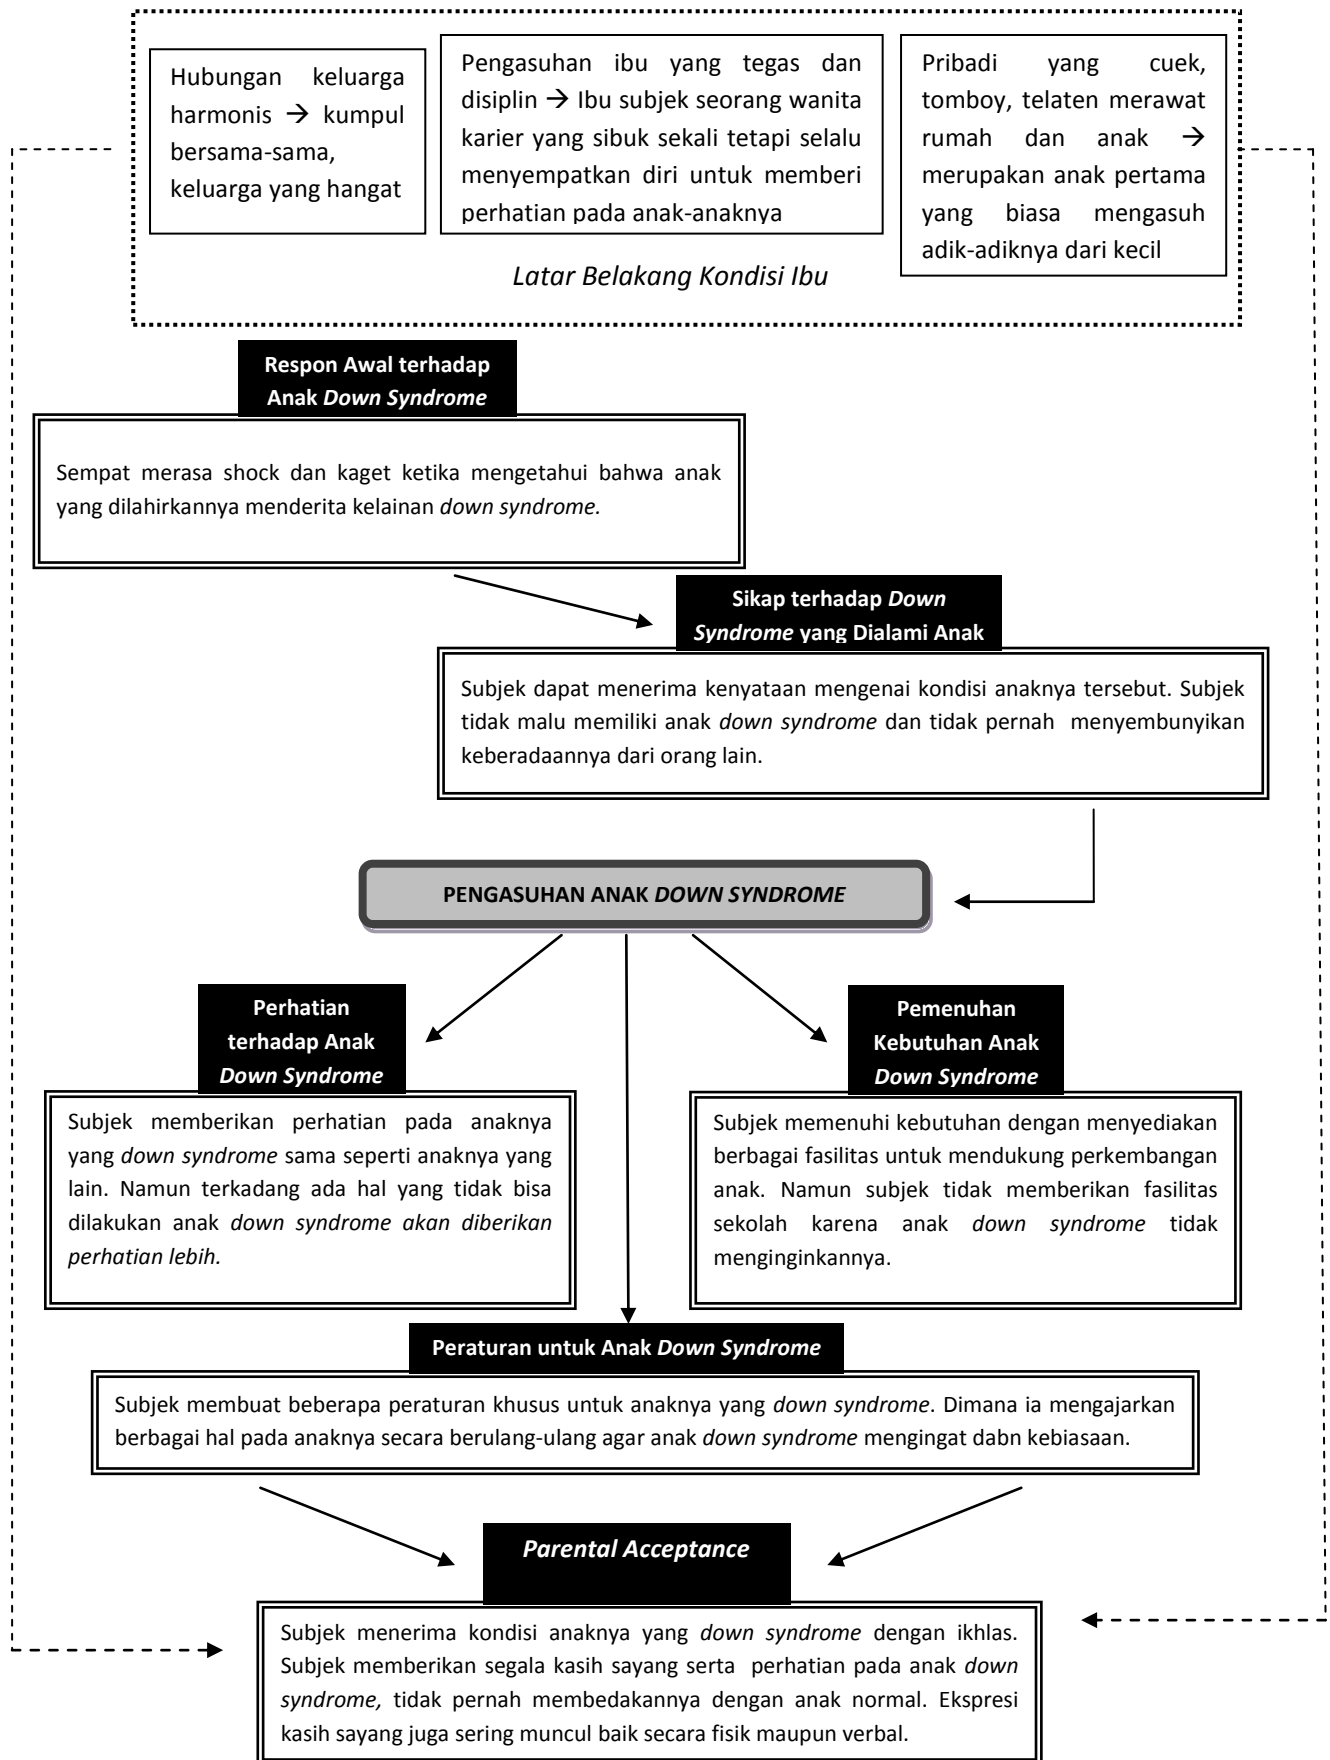 Hubungan keluarga
harmonis → kumpul
bersama-sama,
keluarga yang hangat
Pengasuhan ibu yang tegas dan
disiplin → Ibu subjek seorang wanita
karier yang sibuk sekali tetapi selalu
menyempatkan diri untuk memberi
perhatian pada anak-anaknya
Pribadi yang cuek,
tomboy, telaten merawat
rumah dan anak →
merupakan anak pertama
yang biasa mengasuh
adik-adiknya dari kecil
Latar Belakang Kondisi Ibu
Respon Awal terhadap
Anak Down Syndrome
Sempat merasa shock dan kaget ketika mengetahui bahwa anak
yang dilahirkannya menderita kelainan down syndrome.
Sikap terhadap Down
Syndrome yang Dialami Anak
Subjek dapat menerima kenyataan mengenai kondisi anaknya tersebut. Subjek
tidak malu memiliki anak down syndrome dan tidak pernah menyembunyikan
keberadaannya dari orang lain.
PENGASUHAN ANAK DOWN SYNDROME
Perhatian
terhadap Anak
Down Syndrome
Subjek memberikan perhatian pada anaknya
yang down syndrome sama seperti anaknya yang
lain. Namun terkadang ada hal yang tidak bisa
dilakukan anak down syndrome akan diberikan
perhatian lebih.
Pemenuhan
Kebutuhan Anak
Down Syndrome
Subjek memenuhi kebutuhan dengan menyediakan
berbagai fasilitas untuk mendukung perkembangan
anak. Namun subjek tidak memberikan fasilitas
sekolah karena anak down syndrome tidak
menginginkannya.
Peraturan untuk Anak Down Syndrome
Subjek membuat beberapa peraturan khusus untuk anaknya yang down syndrome. Dimana ia mengajarkan
berbagai hal pada anaknya secara berulang-ulang agar anak down syndrome mengingat dabn kebiasaan.
Parental Acceptance
Subjek menerima kondisi anaknya yang down syndrome dengan ikhlas.
Subjek memberikan segala kasih sayang serta perhatian pada anak down
syndrome, tidak pernah membedakannya dengan anak normal. Ekspresi
kasih sayang juga sering muncul baik secara fisik maupun verbal.